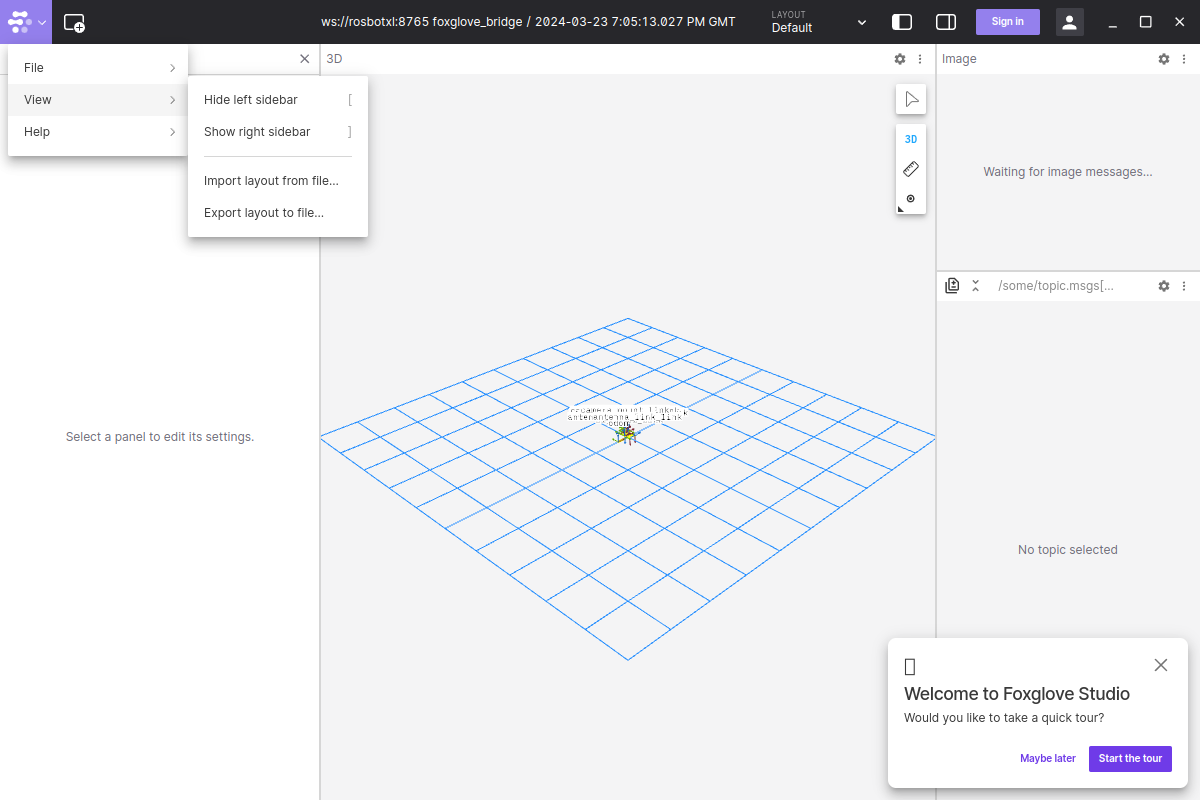 ws://rosbotxl:8765 foxglove_bridge / 2024-03-23 7:05:13.027 PM GMT
LAYOUT
Default
Sign in
File
View
Help
Hide left sidebar [
Show right sidebar ]
Import layout from file...
Export layout to file...
Select a panel to edit its settings.
3D
3D
Image
Waiting for image messages...
/some/topic.msgs[...
No topic selected
Welcome to Foxglove Studio
Would you like to take a quick tour?
Maybe later
Start the tour